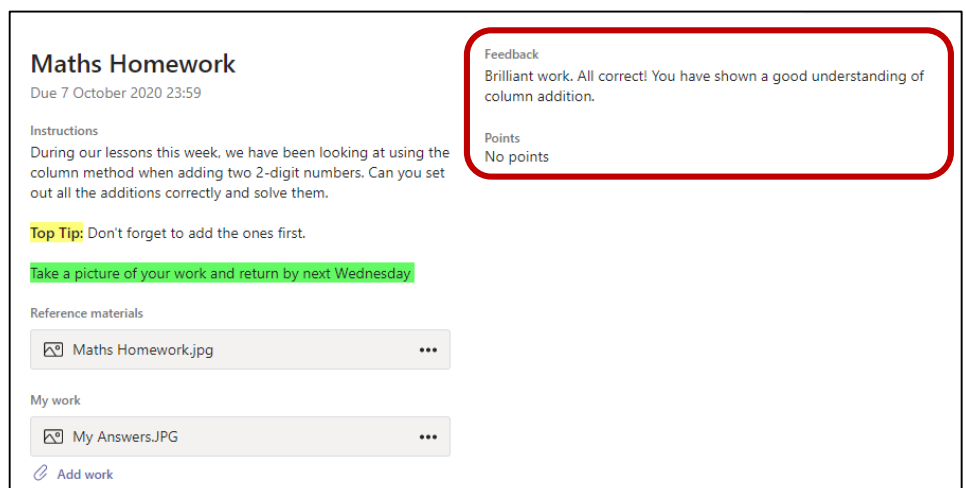 Maths Homework
Due 7 October 2020 23:59
Instructions
During our lessons this week, we have been looking at using the
column method when adding two 2-digit numbers. Can you set
out all the additions correctly and solve them.
Top Tip: Don't forget to add the ones first.
Take a picture of your work and return by next Wednesday
Reference materials
Maths Homework.jpg
My work
My Answers.JPG
Add work
Feedback
Brilliant work. All correct! You have shown a good understanding of
column addition.
Points
No points